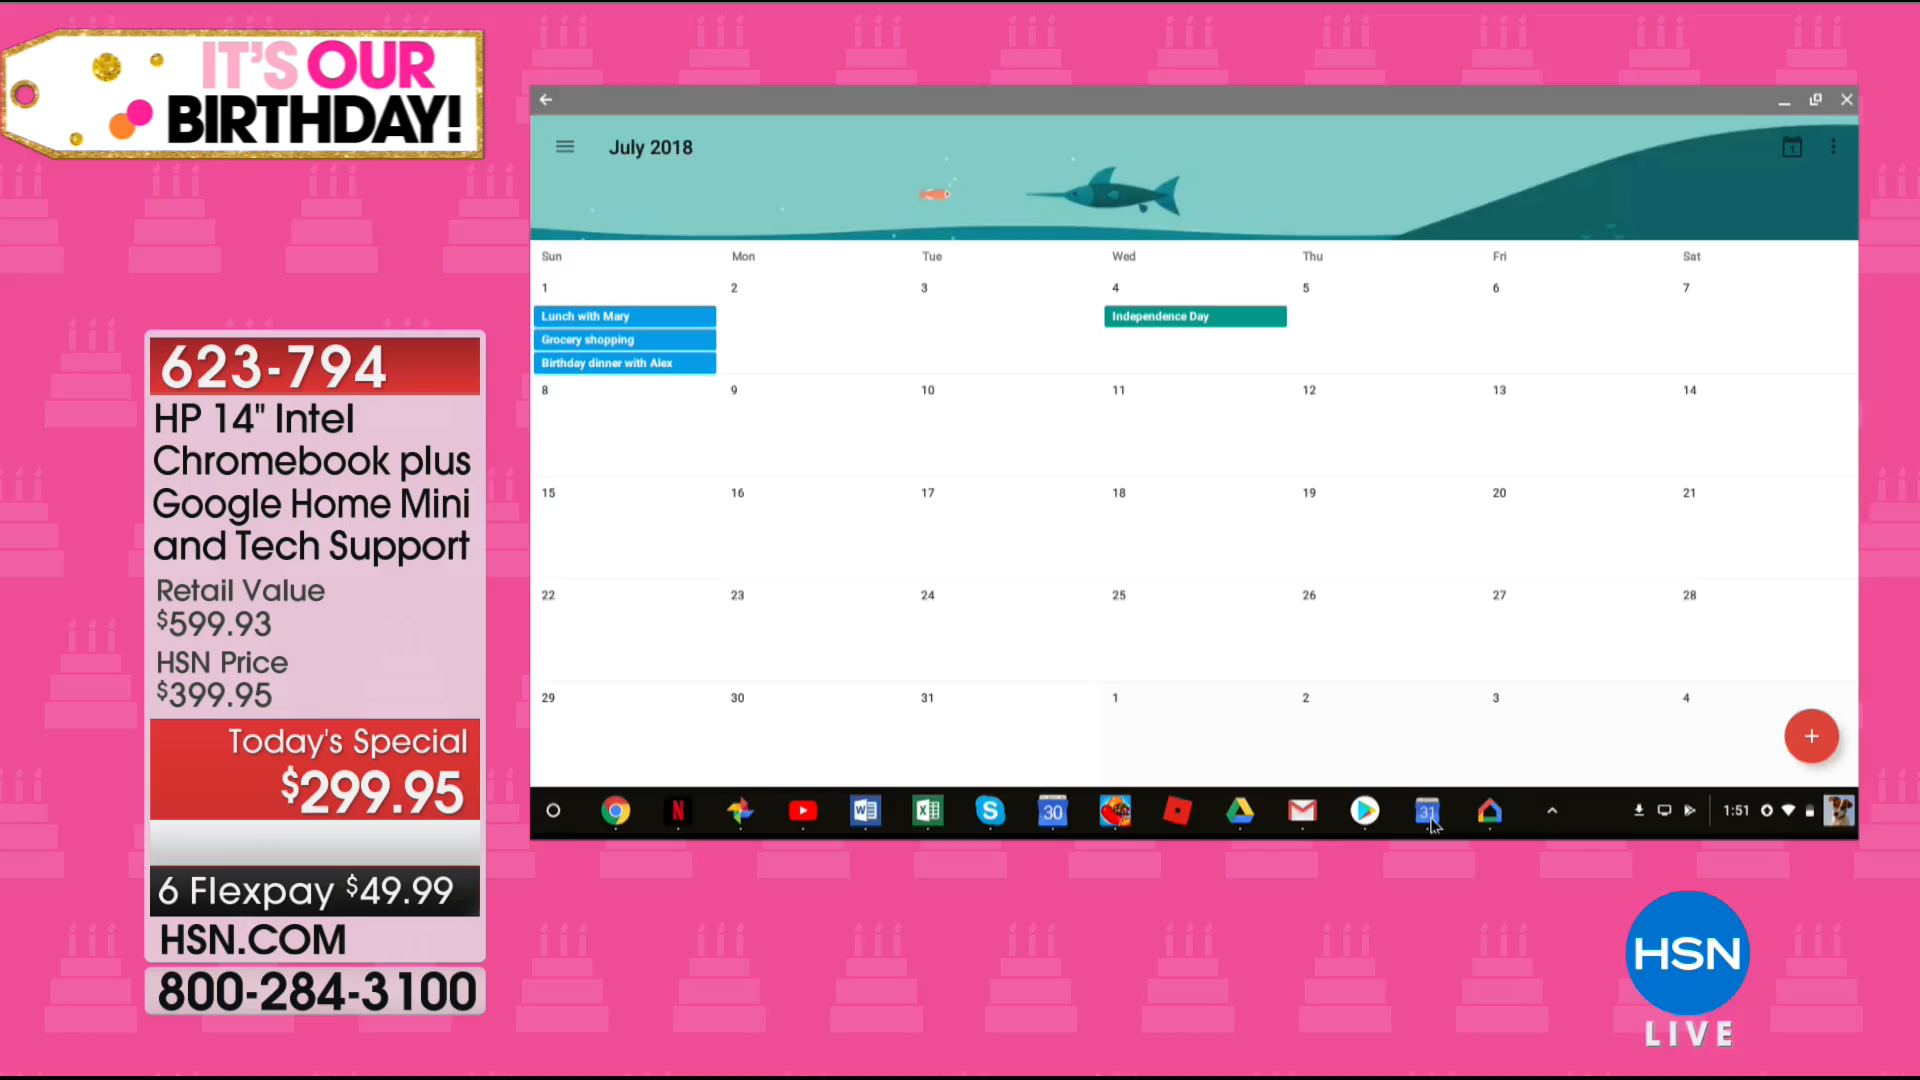 IT'S OUR
BIRTHDAY!
623-794
HP 14" Intel
Chromebook plus
Google Home Mini
and Tech Support
Retail Value
$599.93
HSN Price
$399.95
Today's Special
$299.95
6 Flexpay $49.99
HSN.COM
800-284-3100
July 2018
1
Sun Mon Tue Wed Thu Fri Sat
1 2 3 4 5 6 7
Lunch with Mary Independence Day
Grocery shopping
Birthday dinner with Alex
8 9 10 11 12 13 14
15 16 17 18 19 20 21
22 23 24 25 26 27 28
29 30 31 1 2 3 4
N W X S 30 31 1:51
HSN
LIVE